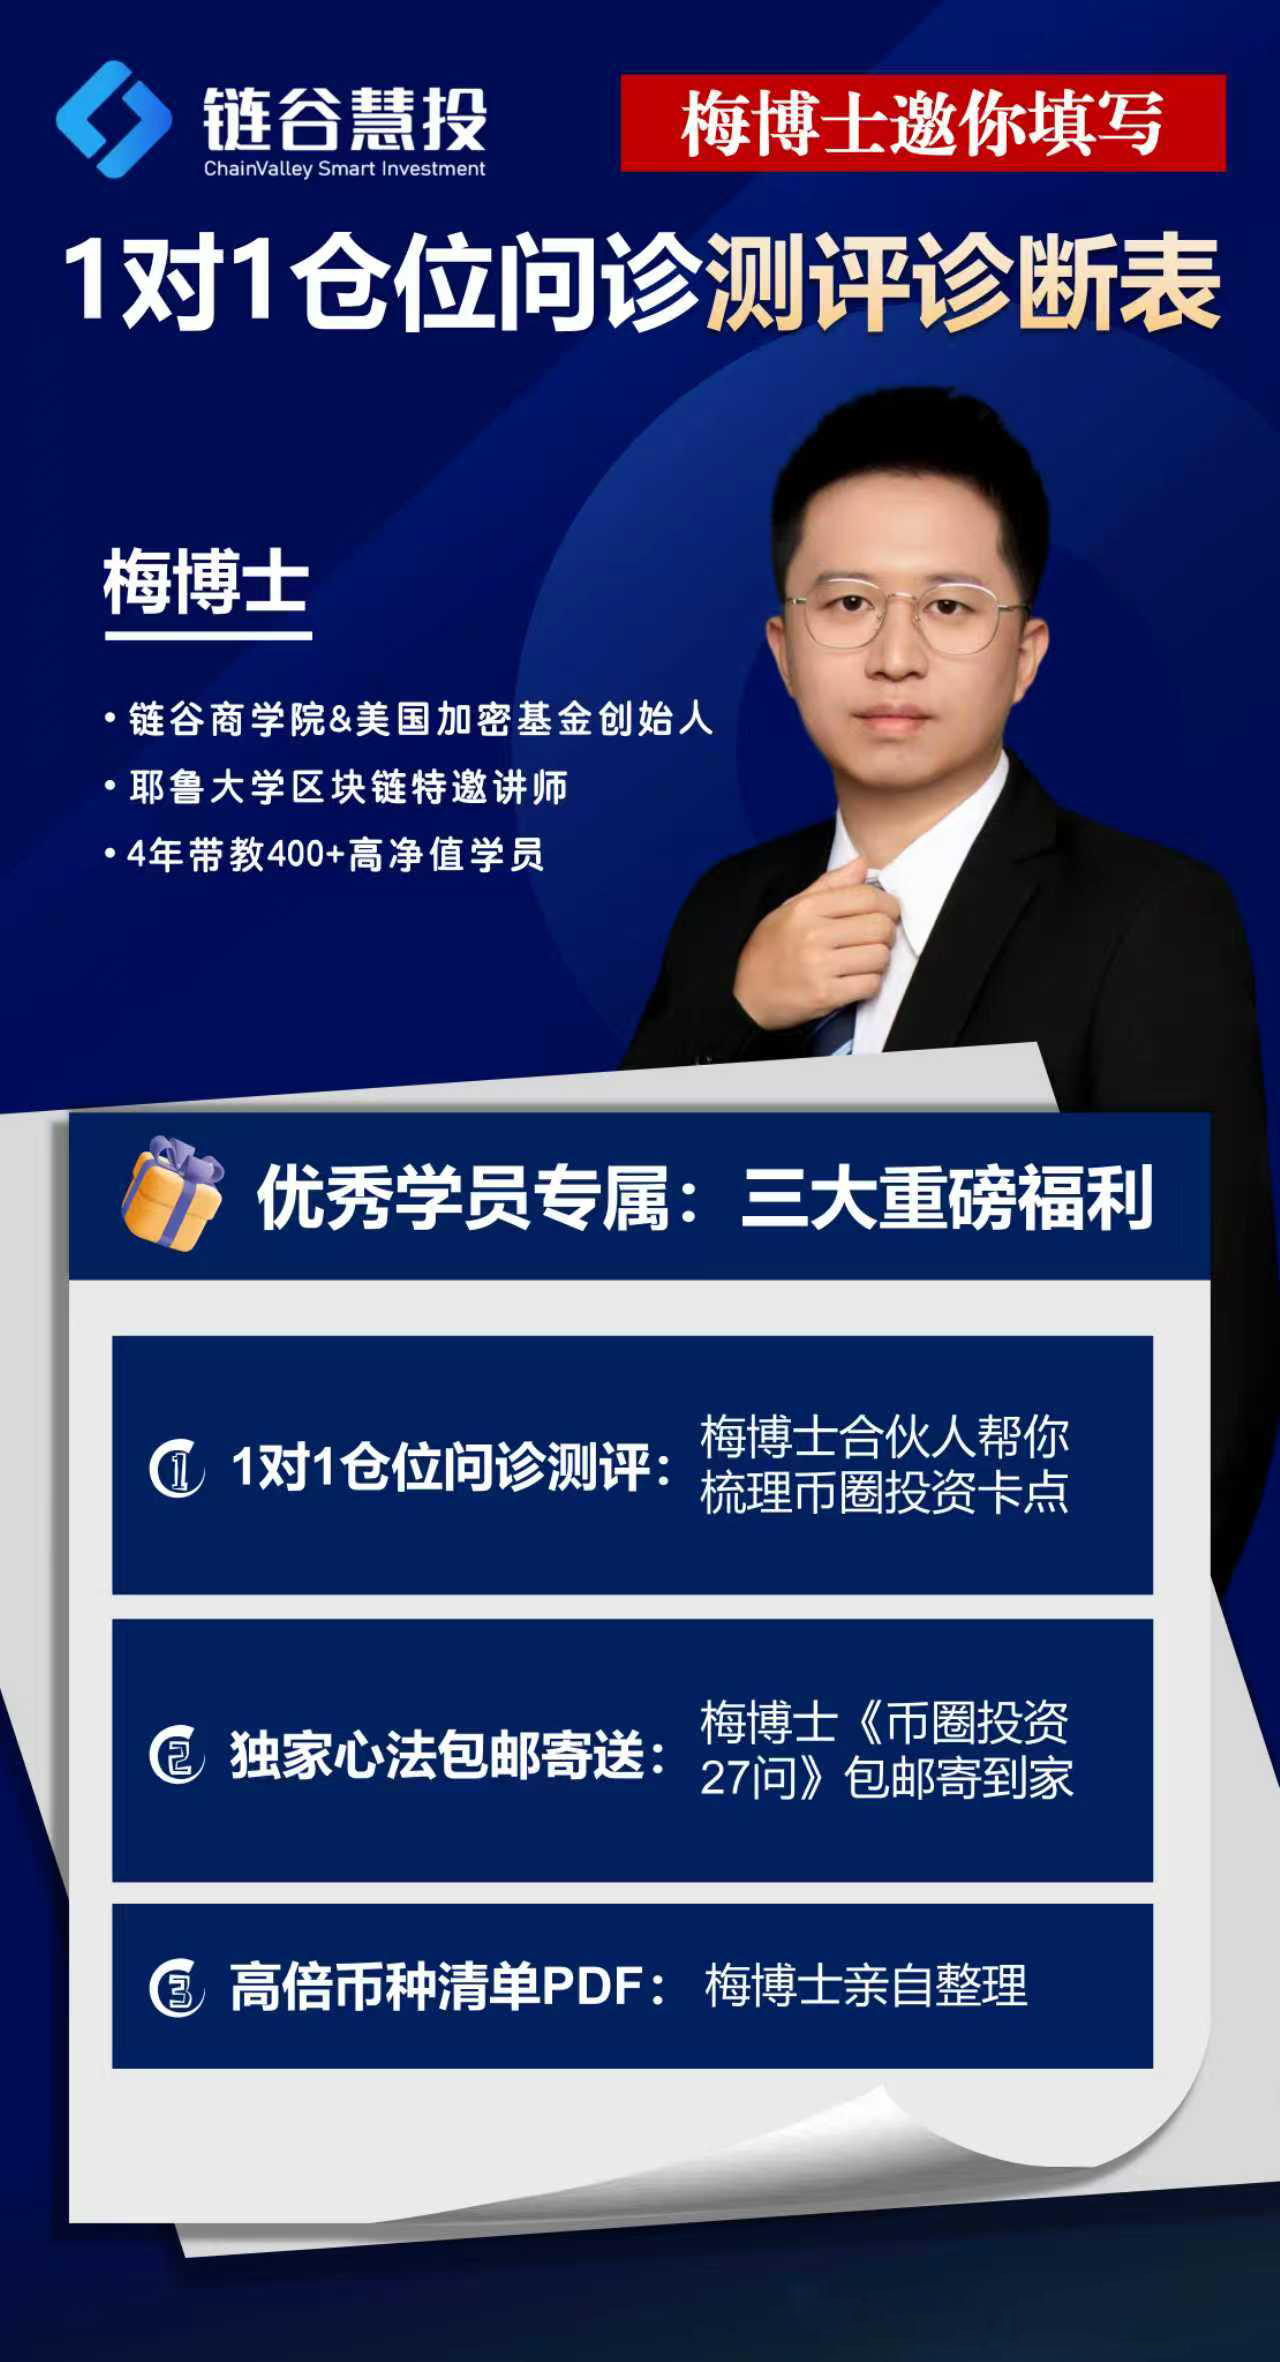 链谷慧投
ChainValley Smart Investment
梅博士邀你填写
1对1仓位问诊测评诊断表
梅博士
• 链谷商学院&美国加密基金创始人
• 耶鲁大学区块链特邀讲师
• 4年带教400+高净值学员
优秀学员专属：三大重磅福利
1 1对1仓位问诊测评：
梅博士合伙人帮你
梳理币圈投资卡点
2 独家心法包邮寄送：
梅博士《币圈投资
27问》包邮寄到家
3 高倍币种清单PDF： 梅博士亲自整理